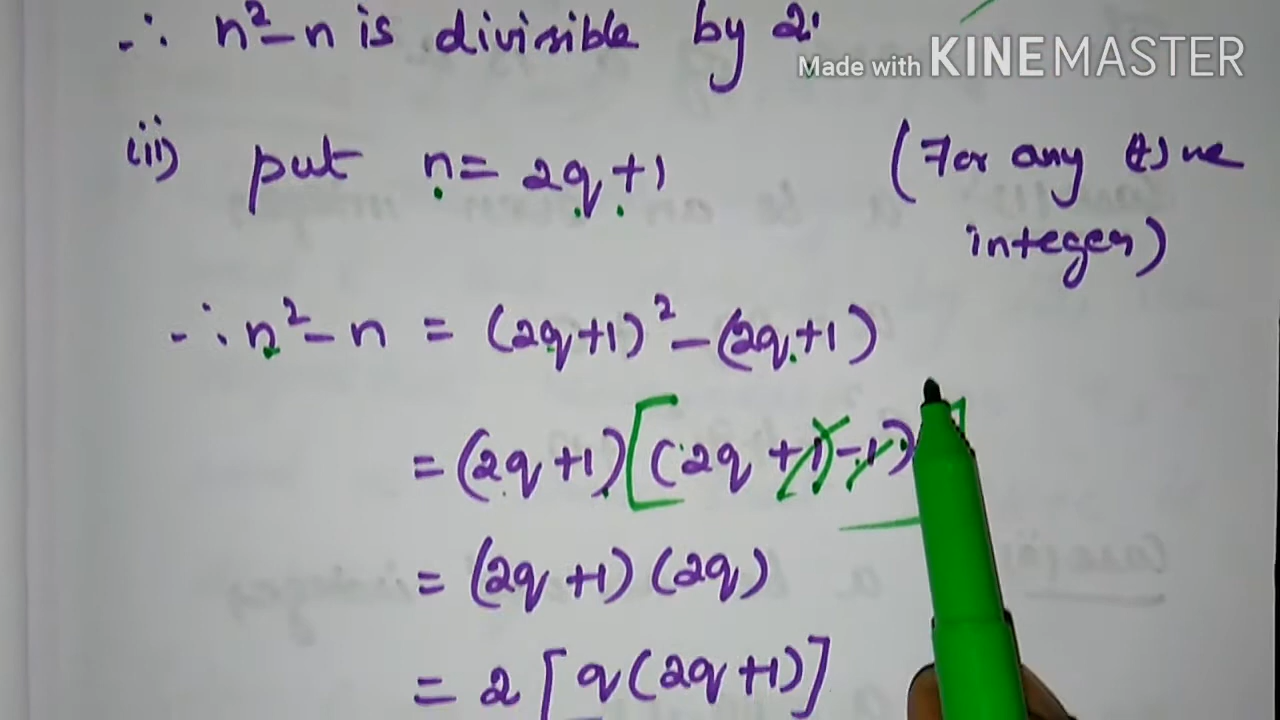 ∴ n²-n is divisible by 2.
Made with KINEMASTER
(ii) put n = 2q+1 (For any (+)ve
integer)
∴ n²-n = (2q+1)² - (2q+1)
= (2q+1)[(2q+1)-1)]
= (2q+1)(2q)
= 2[q(2q+1)]